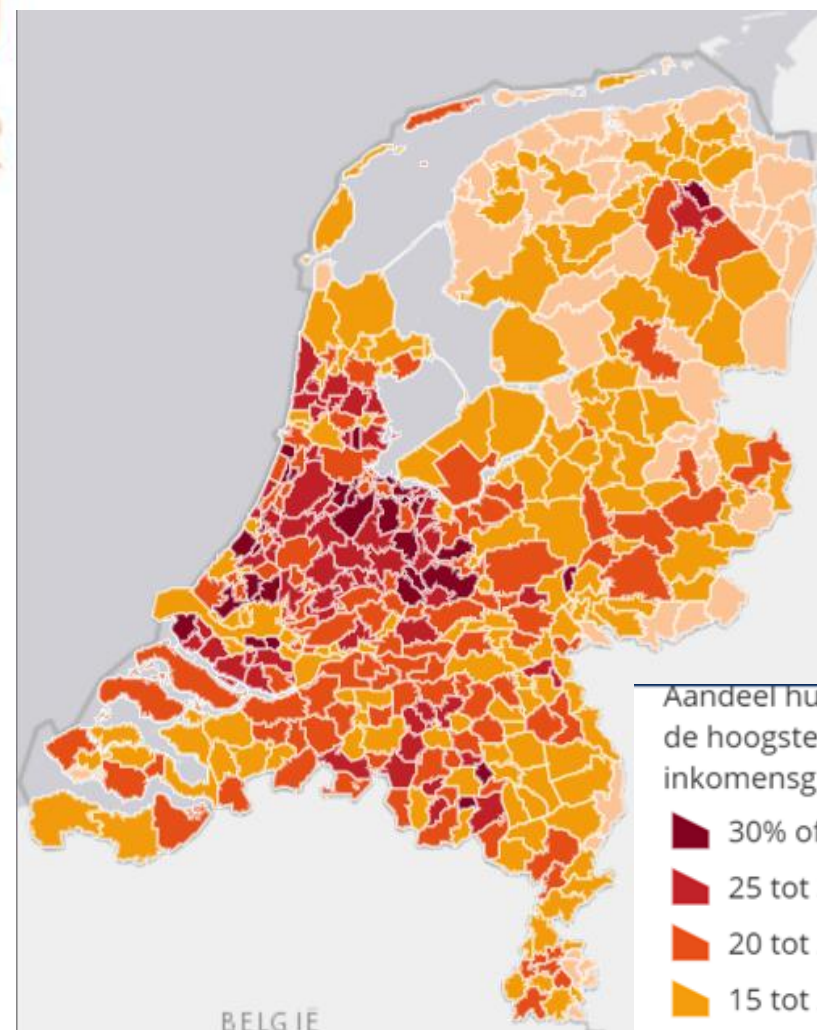 Aandeel hu
de hoogste
inkomensg
30% of
25 tot
20 tot
15 tot
BELGIË